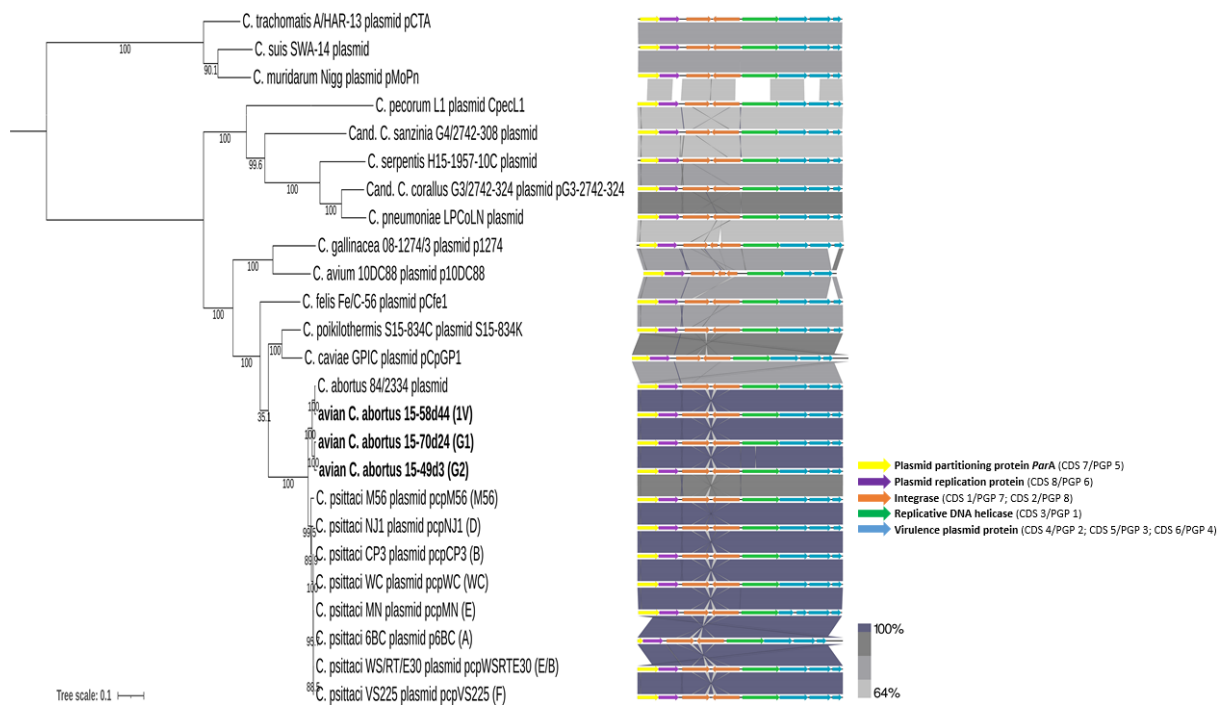 C. trachomatis A/HAR-13 plasmid pCTA
C. suis SWA-14 plasmid
C. muridarum Nigg plasmid pMoPn
C. pecorum L1 plasmid CpecL1
Cand. C. sanzinia G4/2742-308 plasmid
C. serpentis H15-1957-10C plasmid
Cand. C. corallus G3/2742-324 plasmid pG3-2742-324
C. pneumoniae LPCoLN plasmid
C. gallinacea 08-1274/3 plasmid p1274
C. avium 10DC88 plasmid p10DC88
C. felis Fe/C-56 plasmid pCfe1
C. poikilothermis S15-834C plasmid S15-834K
C. caviae GPIC plasmid pCpGP1
C. abortus 84/2334 plasmid
avian C. abortus 15-58d44 (1V)
avian C. abortus 15-70d24 (G1)
avian C. abortus 15-49d3 (G2)
C. psittaci M56 plasmid pcpM56 (M56)
C. psittaci NJ1 plasmid pcpNJ1 (D)
C. psittaci CP3 plasmid pcpCP3 (B)
C. psittaci WC plasmid pcpWC (WC)
C. psittaci MN plasmid pcpMN (E)
C. psittaci 6BC plasmid p6BC (A)
C. psittaci WS/RT/E30 plasmid pcpWSRTE30 (E/B)
C. psittaci VS225 plasmid pcpVS225 (F)
100
90.1
100
99.6
100
100
100
100
100
100
35.1
100
100
100
100
100
Tree scale: 0.1
Plasmid partitioning protein ParA (CDS 7/PGP 5)
Plasmid replication protein (CDS 8/PGP 6)
Integrase (CDS 1/PGP 7; CDS 2/PGP 8)
Replicative DNA helicase (CDS 3/PGP 1)
Virulence plasmid protein (CDS 4/PGP 2; CDS 5/PGP 3; CDS 6/PGP 4)
100%
64%